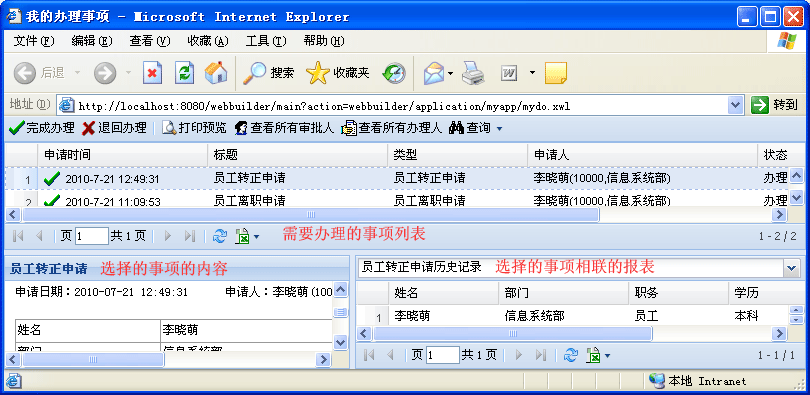 我的办理事项 - Microsoft Internet Explorer
文件(F) 编辑(E) 查看(V) 收藏(A) 工具(T) 帮助(H)
后退 搜索 收藏夹
地址(D) http://localhost:8080/webbuilder/main?action=webbuilder/application/myapp/mydo.xwl 转到
完成办理 退回办理 打印预览 查看所有审批人 查看所有办理人 查询
申请时间 标题 类型 申请人 状态
1 2010-7-21 12:49:31 员工转正申请 员工转正申请 李晓萌(10000,信息系统部) 办理
2 2010-7-21 11:09:53 员工离职申请 员工离职申请 李晓萌(10000,信息系统部) 办理
页 1 共 1 页 需要办理的事项列表 1 - 2 / 2
员工转正申请 选择的事项的内容
申请日期：2010-07-21 12:49:31 申请人：李晓萌(100
姓名 李晓萌
部门 信息系统部
员工转正申请历史记录 选择的事项相联的报表
姓名 部门 职务 学历
1 李晓萌 信息系统部 员工 本科
页 1 共 1 页 1 - 1 / 1
本地 Intranet